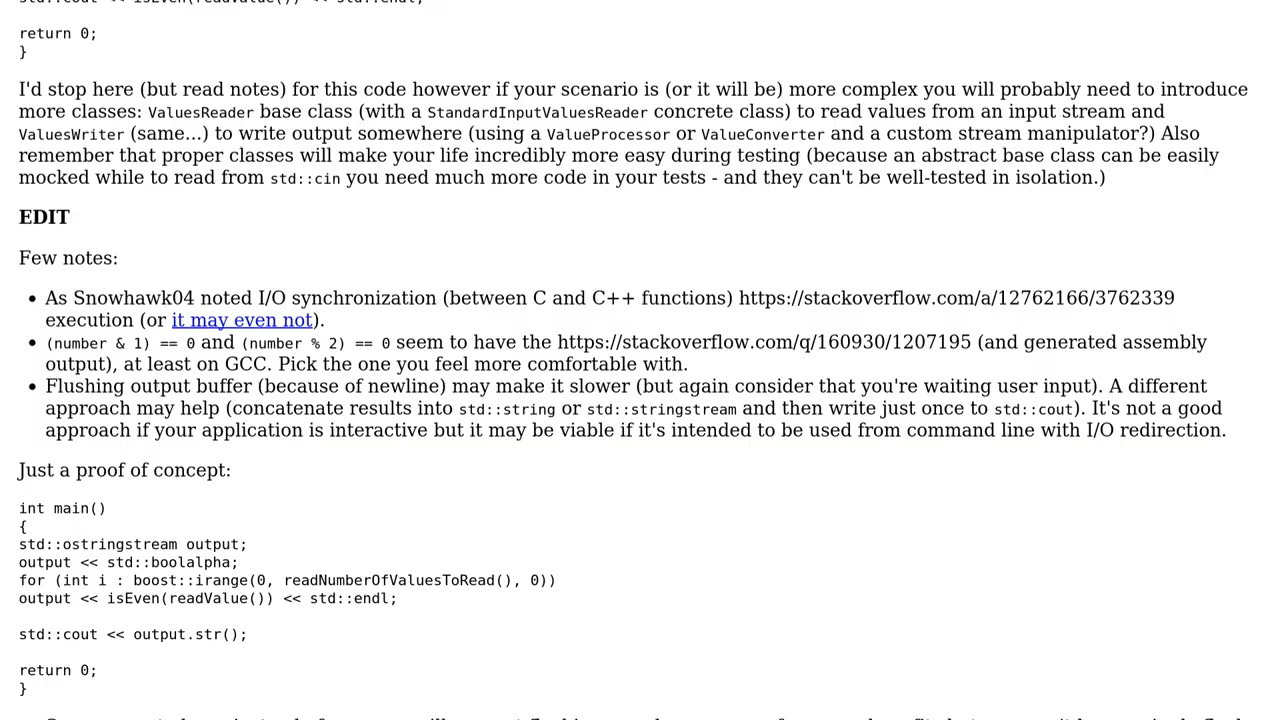 return 0;
}
I'd stop here (but read notes) for this code however if your scenario is (or it will be) more complex you will probably need to introduce
more classes: ValuesReader base class (with a StandardInputValuesReader concrete class) to read values from an input stream and
ValuesWriter (same...) to write output somewhere (using a ValueProcessor or ValueConverter and a custom stream manipulator?) Also
remember that proper classes will make your life incredibly more easy during testing (because an abstract base class can be easily
mocked while to read from std::cin you need much more code in your tests - and they can't be well-tested in isolation.)
EDIT
Few notes:
• As Snowhawk04 noted I/O synchronization (between C and C++ functions) https://stackoverflow.com/a/12762166/3762339
execution (or it may even not).
• (number & 1) == 0 and (number % 2) == 0 seem to have the https://stackoverflow.com/q/160930/1207195 (and generated assembly
output), at least on GCC. Pick the one you feel more comfortable with.
• Flushing output buffer (because of newline) may make it slower (but again consider that you're waiting user input). A different
approach may help (concatenate results into std::string or std::stringstream and then write just once to std::cout). It's not a good
approach if your application is interactive but it may be viable if it's intended to be used from command line with I/O redirection.
Just a proof of concept:
int main()
{
std::ostringstream output;
output << std::boolalpha;
for (int i : boost::irange(0, readNumberOfValuesToRead(), 0))
output << isEven(readValue()) << std::endl;
std::cout << output.str();
return 0;
}